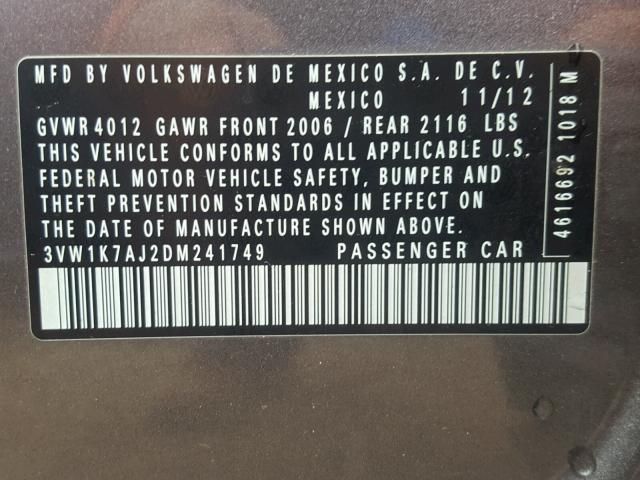 MFD BY VOLKSWAGEN DE MEXICO S.A. DE C.V.
MEXICO 11/12
GVWR 4012 GAWR FRONT 2006 / REAR 2116 LBS
THIS VEHICLE CONFORMS TO ALL APPLICABLE U.S.
FEDERAL MOTOR VEHICLE SAFETY, BUMPER AND
THEFT PREVENTION STANDARDS IN EFFECT ON
THE DATE OF MANUFACTURE SHOWN ABOVE.
3VW1K7AJ2DM241749 PASSENGER CAR
4616692 1018 M